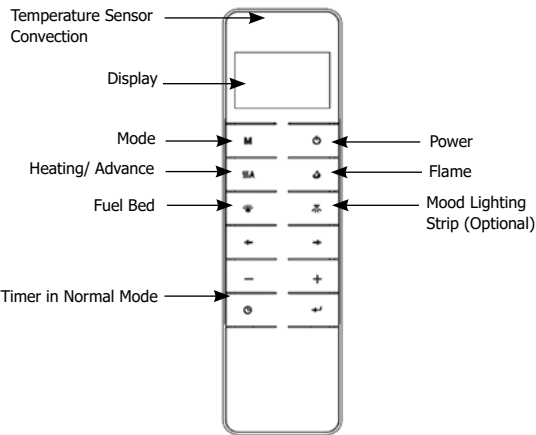 Temperature Sensor
Convection
Display
Mode
M
Power
Heating/ Advance
A
Flame
Fuel Bed
Mood Lighting
Strip (Optional)
− +
Timer in Normal Mode